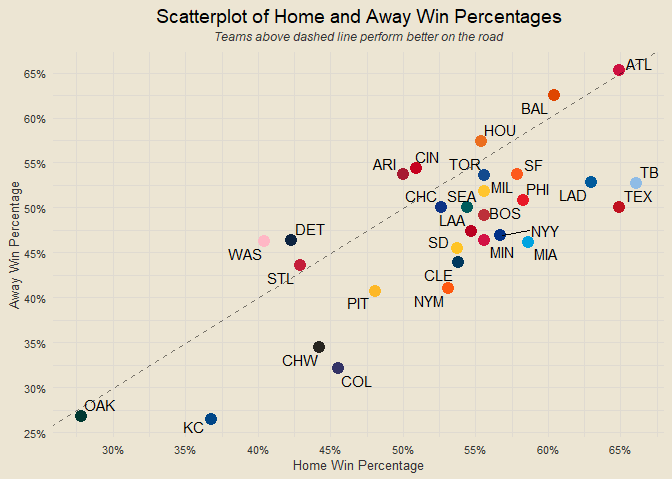 Scatterplot of Home and Away Win Percentages
Teams above dashed line perform better on the road
65%
60%
55%
50%
45%
40%
35%
30%
25%
Away Win Percentage
ATL
BAL
HOU
CIN
ARI
TOR
SF
TB
MIL
PHI
LAD
TEX
CHC
SEA
BOS
LAA
NYY
DET
WAS
SD
MIN
MIA
STL
CLE
PIT
NYM
CHW
COL
OAK
KC
30%
35%
40%
45%
50%
55%
60%
65%
Home Win Percentage